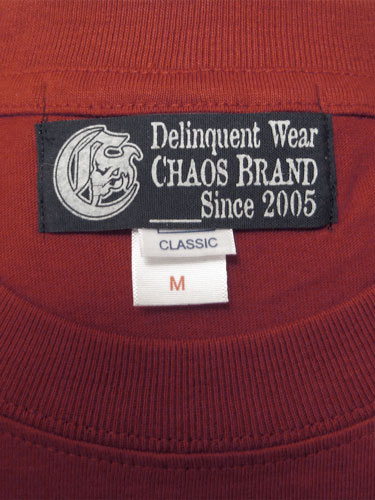 Delinquent Wear
CHAOS BRAND
Since 2005
CLASSIC
M